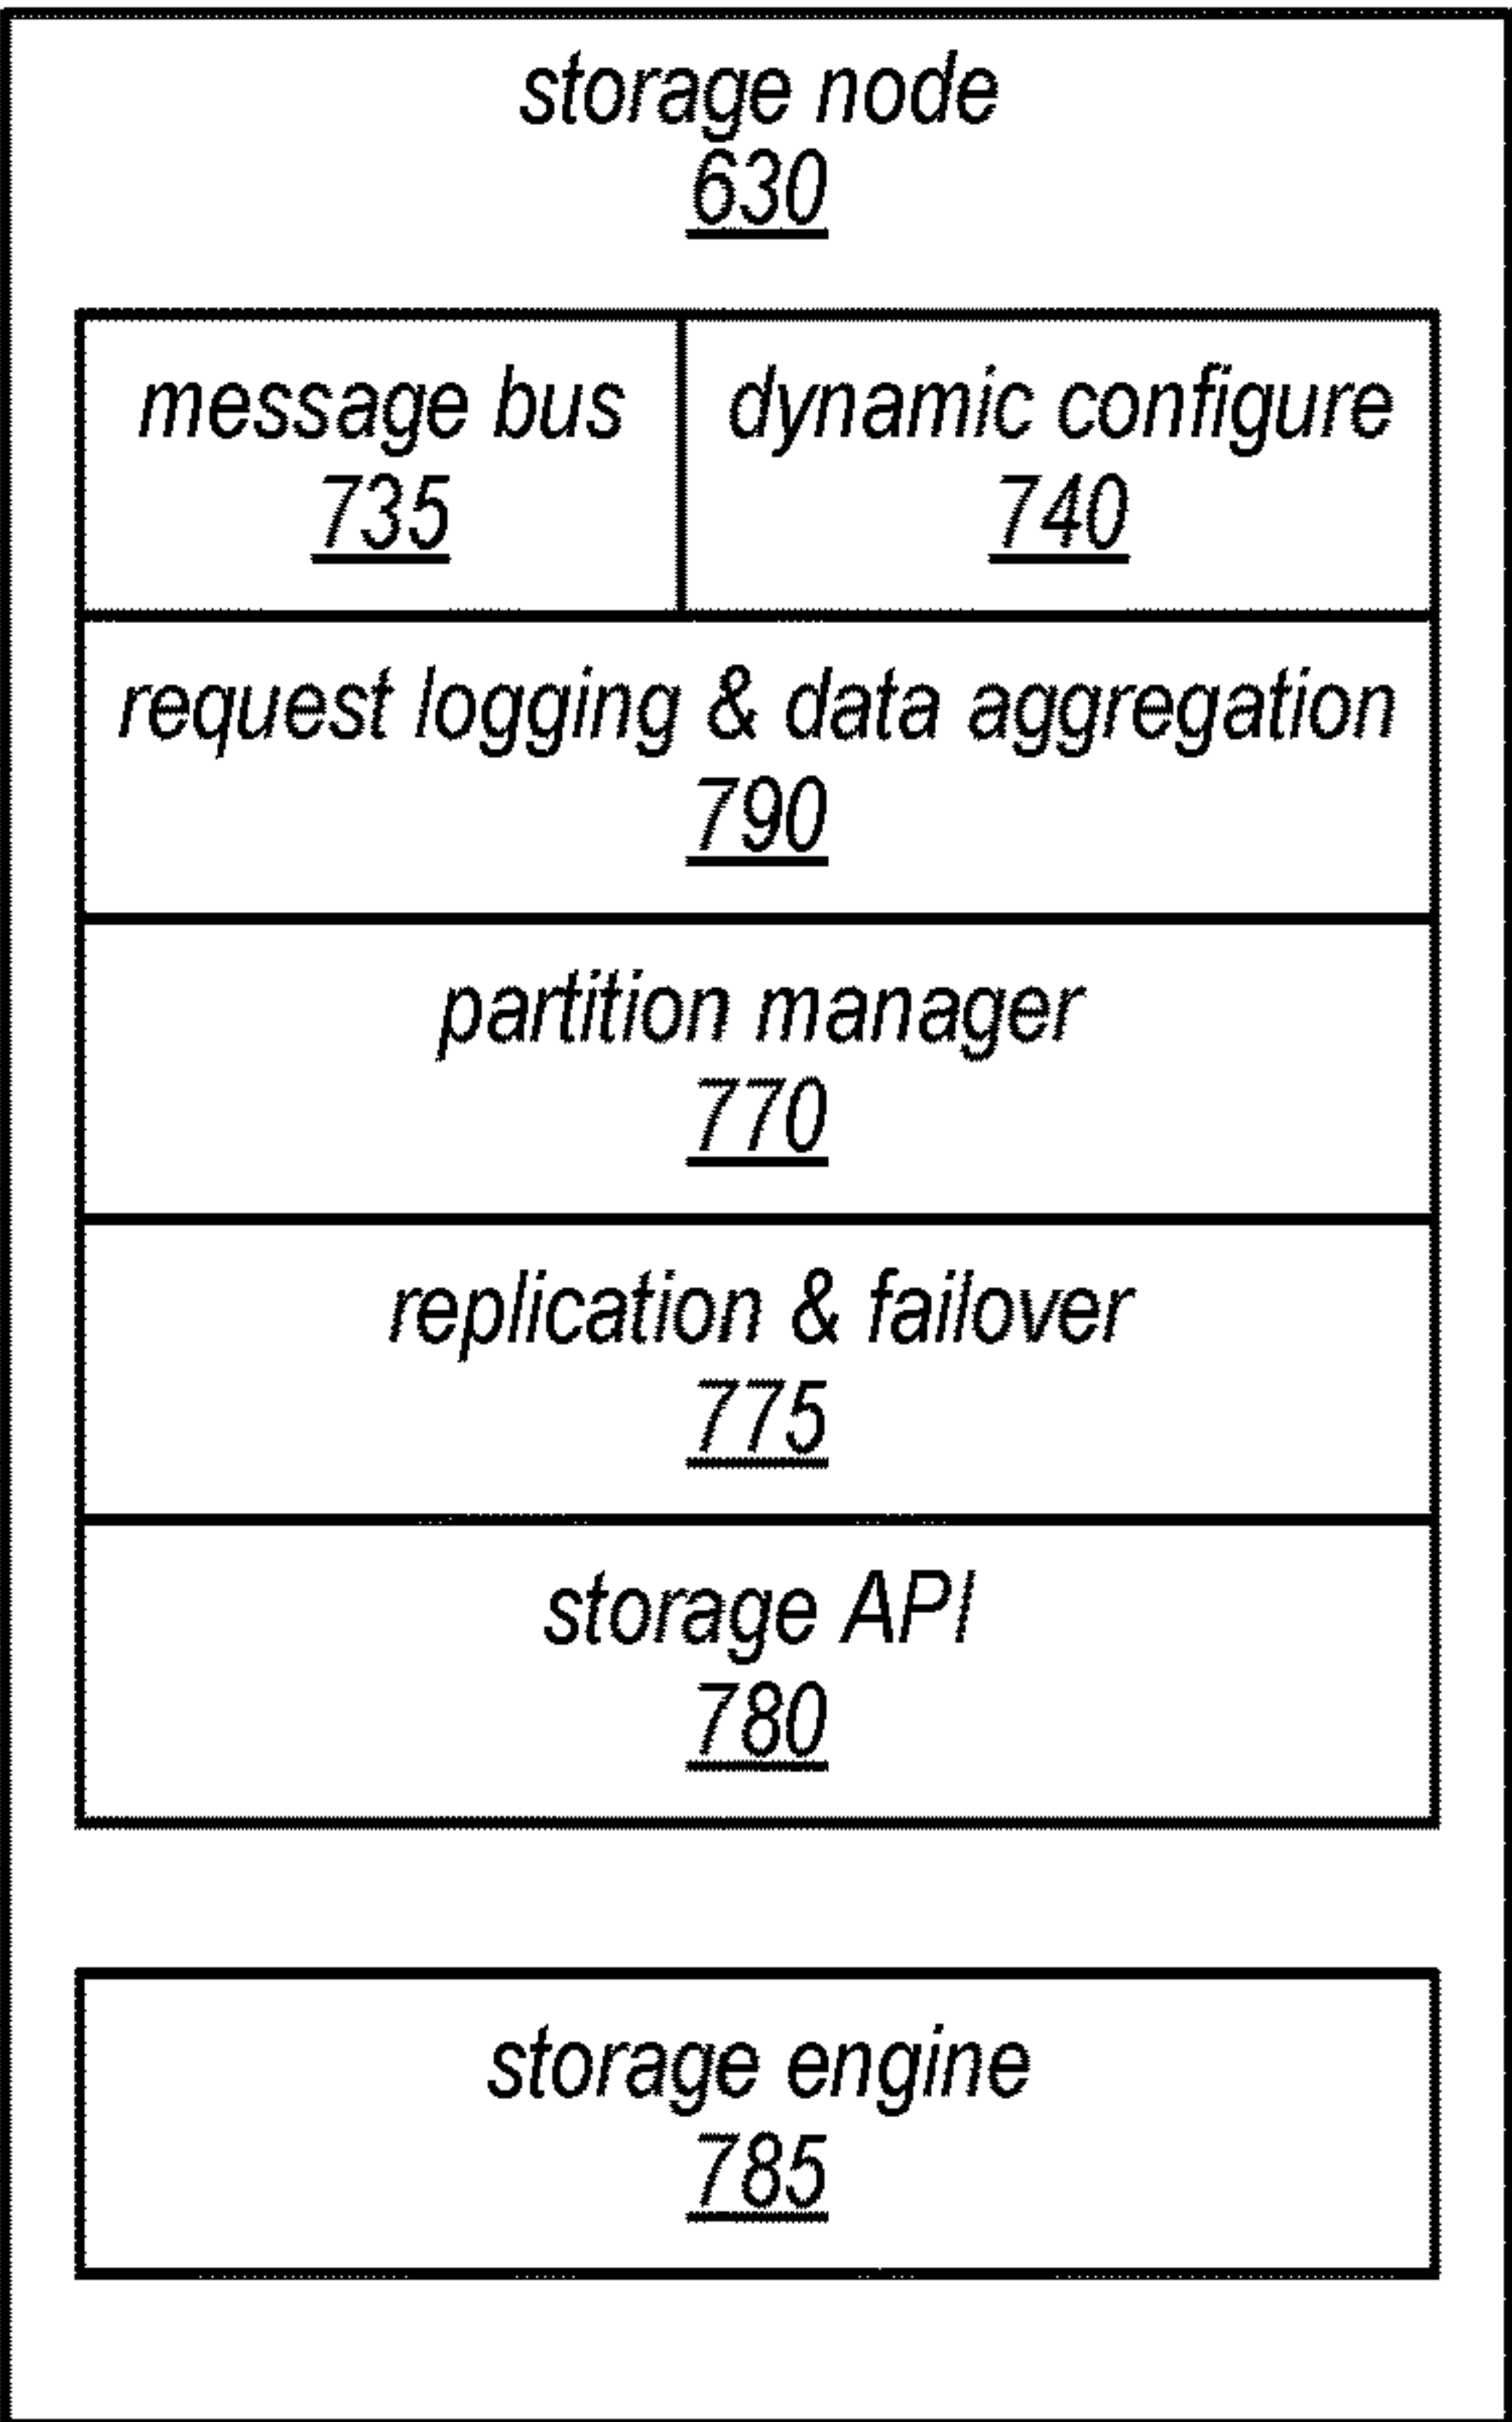 storage node
630
message bus
735
dynamic configure
740
request logging & data aggregation
790
partition manager
770
replication & failover
775
storage API
780
storage engine
785